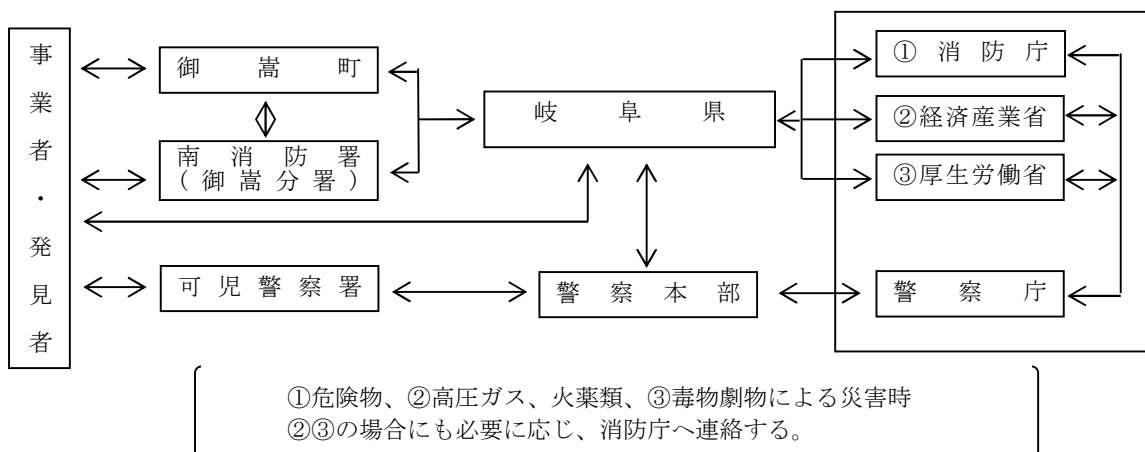 事業者・発見者
御嵩町
南消防署
（御嵩分署）
可児警察署
岐阜県
警察本部
①消防庁
②経済産業省
③厚生労働省
警察庁
①危険物、②高圧ガス、火薬類、③毒物劇物による災害時
②③の場合にも必要に応じ、消防庁へ連絡する。